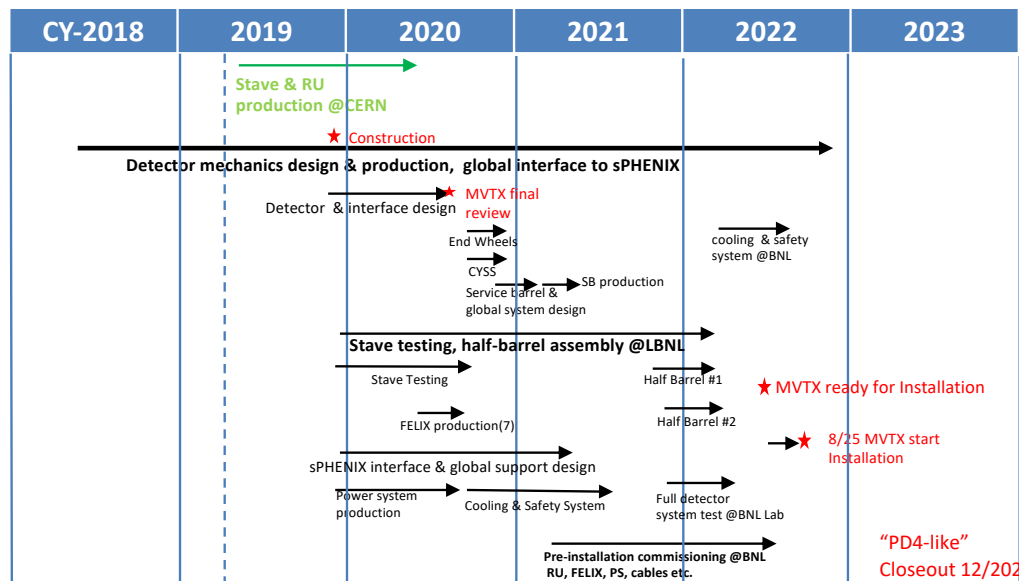 CY-2018
2019
2020
2021
2022
2023
Stave & RU
production @CERN
Construction
Detector mechanics design & production, global interface to sPHENIX
Detector & interface design
MVTX final
review
End Wheels
cooling & safety
system @BNL
CYSS
Service barrel &
global system design
SB production
Stave testing, half-barrel assembly @LBNL
Stave Testing
Half Barrel #1
MVTX ready for Installation
FELIX production(7)
Half Barrel #2
8/25 MVTX start
Installation
sPHENIX interface & global support design
Power system
production
Cooling & Safety System
Full detector
system test @BNL Lab
Pre-installation commissioning @BNL
RU, FELIX, PS, cables etc.
“PD4-like”
Closeout